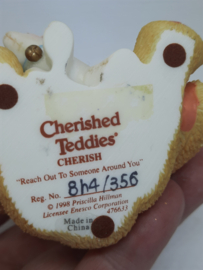 Cherished
Teddies®
CHERISH
"Reach Out To Someone Around You"
Reg. No. 8h4/356
© 1998 Priscilla Hillman
Licensee Enesco Corporation
476633
Made in
China